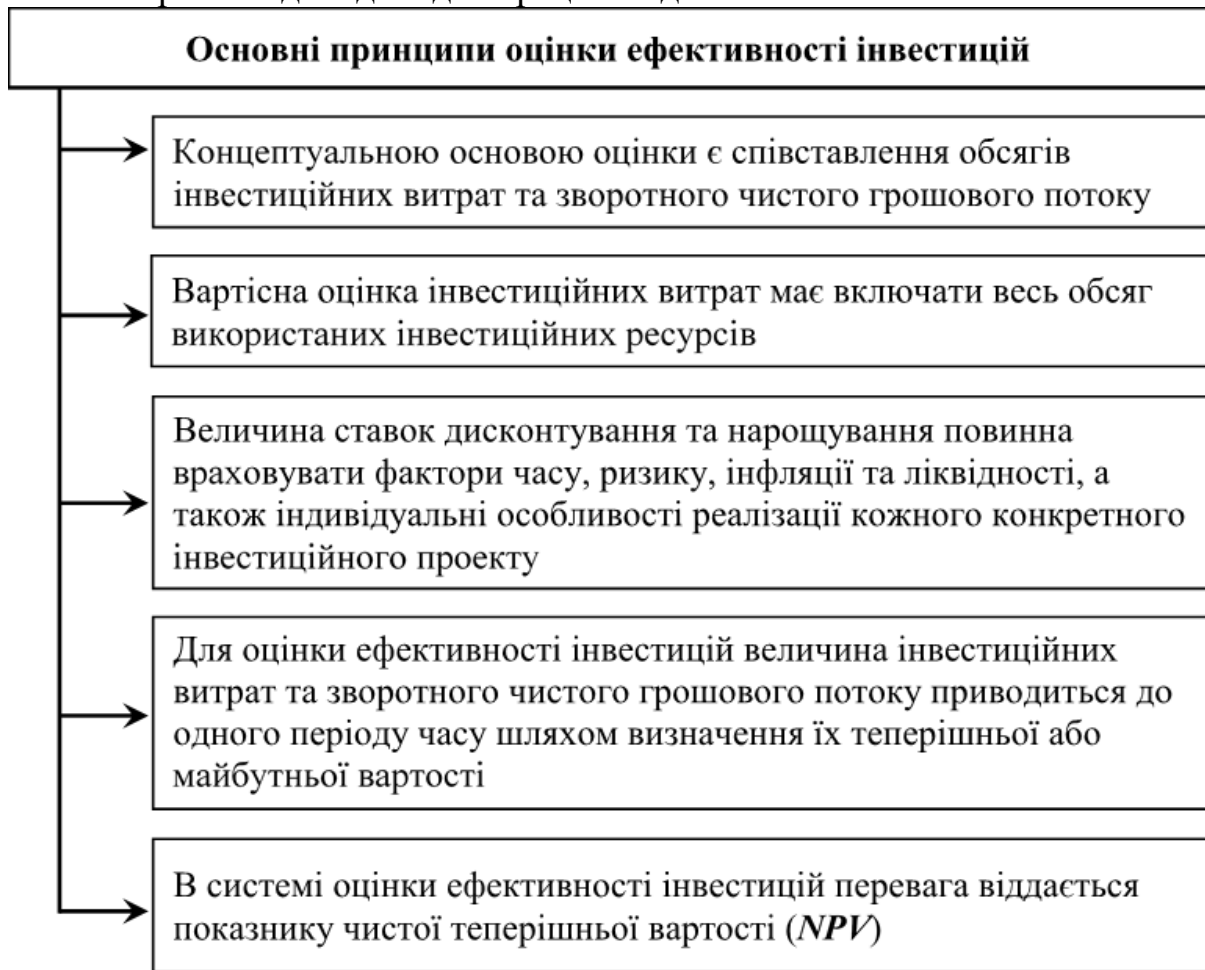 Основні принципи оцінки ефективності інвестицій
Концептуальною основою оцінки є співставлення обсягів
інвестиційних витрат та зворотного чистого грошового потоку
Вартісна оцінка інвестиційних витрат має включати весь обсяг
використаних інвестиційних ресурсів
Величина ставок дисконтування та нарощування повинна
враховувати фактори часу, ризику, інфляції та ліквідності, а
також індивідуальні особливості реалізації кожного конкретного
інвестиційного проекту
Для оцінки ефективності інвестицій величина інвестиційних
витрат та зворотного чистого грошового потоку приводиться до
одного періоду часу шляхом визначення їх теперішньої або
майбутньої вартості
В системі оцінки ефективності інвестицій перевага віддається
показнику чистої теперішньої вартості (NPV)